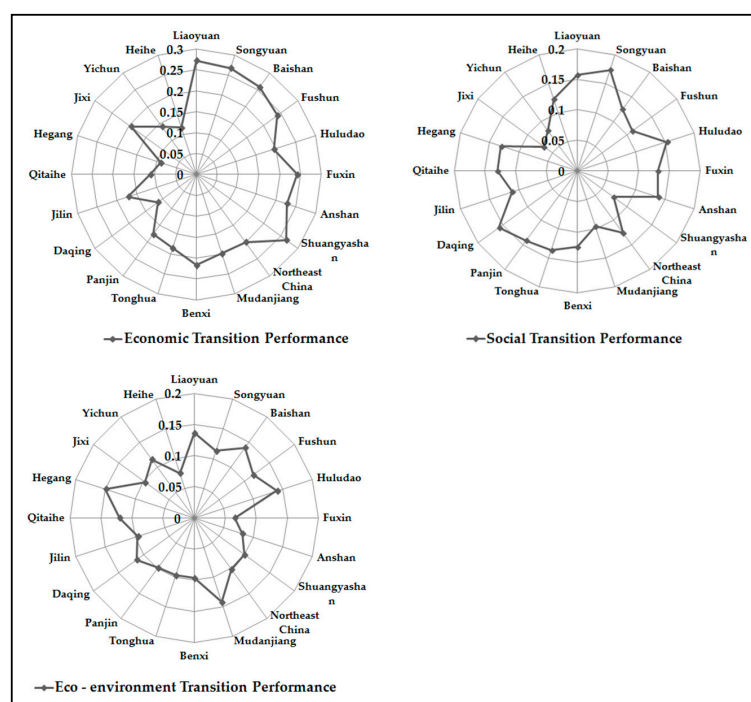 Liaoyuan
Songyuan
Baishan
Fushun
Huludao
Fuxin
Anshan
Shuangyasha
n
Northeast
China
Mudanjiang
Benxi
Tonghua
Panjin
Daqing
Jilin
Qitaihe
Hegang
Jixi
Yichun
Heihe
0.3
0.25
0.2
0.15
0.1
0.05
0
Economic Transition Performance
Liaoyuan
Songyuan
Baishan
Fushun
Huludao
Fuxin
Anshan
Shuangyasha
n
Northeast
China
Mudanjiang
Benxi
Tonghua
Panjin
Daqing
Jilin
Qitaihe
Hegang
Jixi
Yichun
Heihe
0.2
0.15
0.1
0.05
0
Social Transition Performance
Liaoyuan
Songyuan
Baishan
Fushun
Huludao
Fuxin
Anshan
Shuangyasha
n
Northeast
China
Mudanjiang
Benxi
Tonghua
Panjin
Daqing
Jilin
Qitaihe
Hegang
Jixi
Yichun
Heihe
0.2
0.15
0.1
0.05
0
Eco - environment Transition Performance